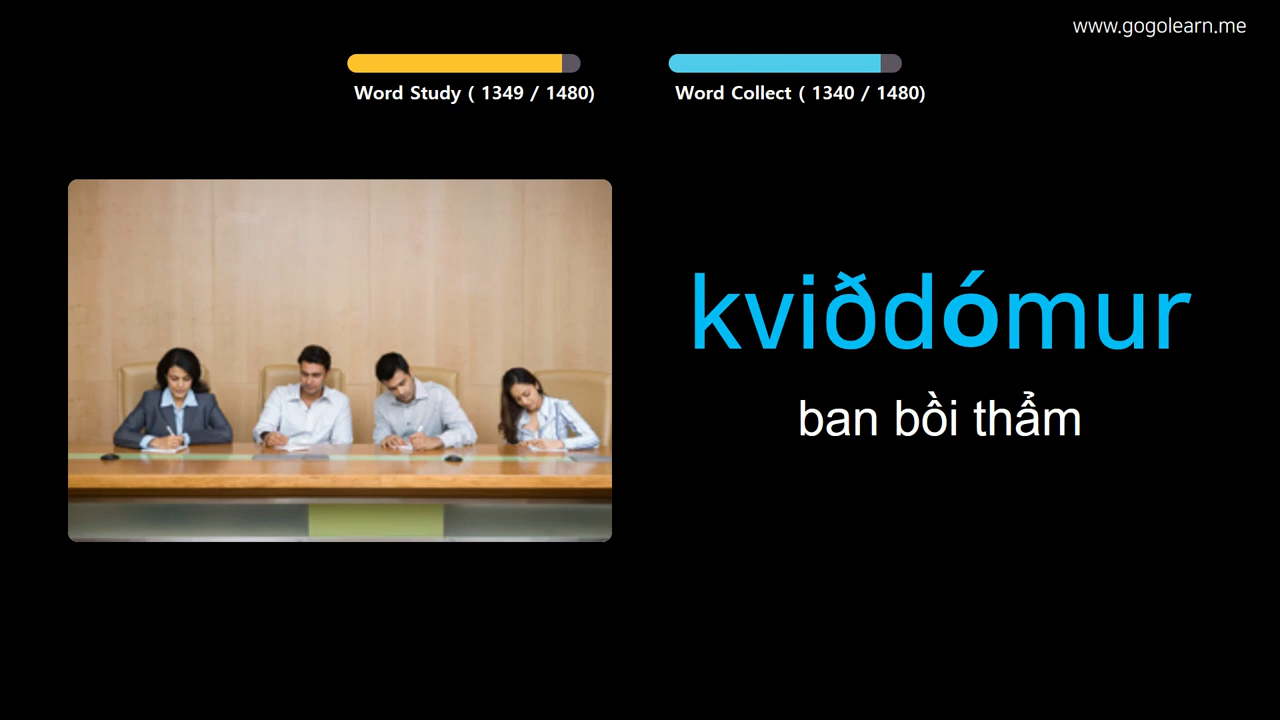 www.gogolearn.me
Word Study ( 1349 / 1480)
Word Collect ( 1340 / 1480)
kviðdómur
ban bồi thẩm